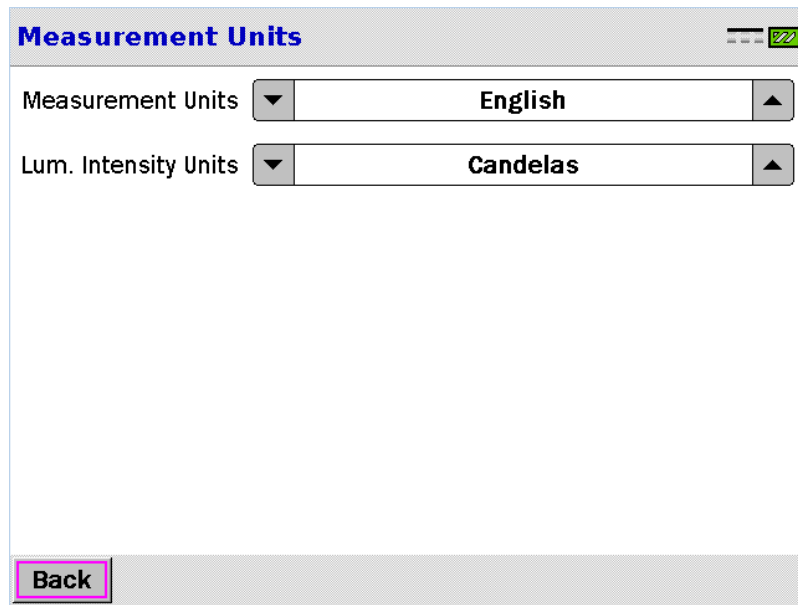 Measurement Units
Measurement Units English
Lum. Intensity Units Candelas
Back